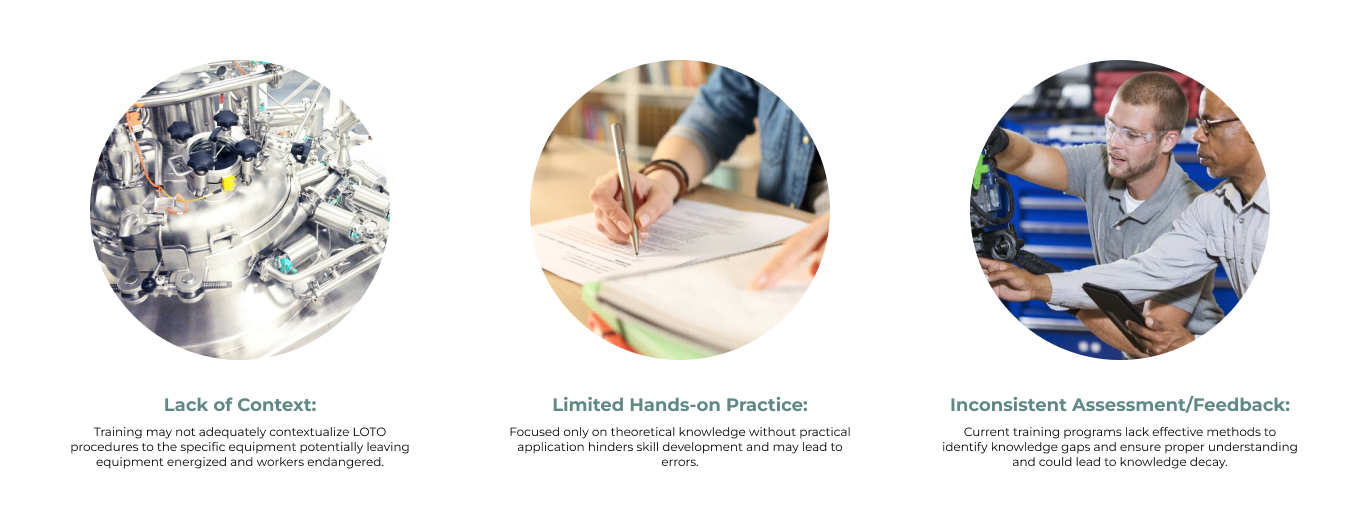 Lack of Context:
Training may not adequately contextualize LOTO
procedures to the specific equipment potentially leaving
equipment energized and workers endangered.
Limited Hands-on Practice:
Focused only on theoretical knowledge without practical
application hinders skill development and may lead to
errors.
Inconsistent Assessment/Feedback:
Current training programs lack effective methods to
identify knowledge gaps and ensure proper understanding
and could lead to knowledge decay.